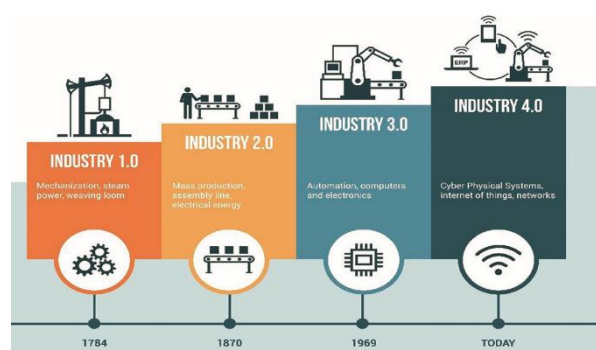 ERP
INDUSTRY 1.0
Mechanization, steam
power, weaving loom
INDUSTRY 2.0
Mass production,
assembly line,
electrical energy
INDUSTRY 3.0
Automation, computers
and electronics
INDUSTRY 4.0
Cyber Physical Systems,
internet of things, networks
1784
1870
1969
TODAY